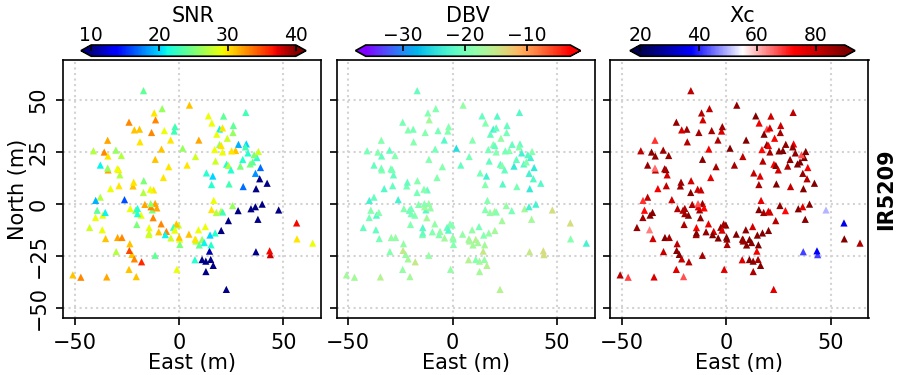 SNR DBV Xc
10 20 30 40 −30 −20 −10 20 40 60 80
50
25
0
−25
−50
North (m)
−50 0 50 −50 0 50 −50 0 50
East (m) East (m) East (m)
IR5209